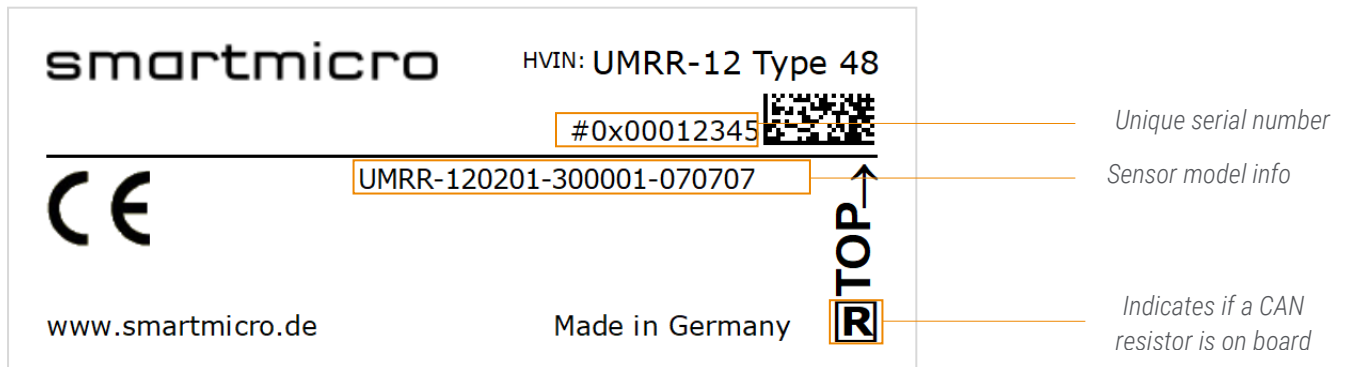 smartmicro
HVIN: UMRR-12 Type 48
#0x00012345
Unique serial number
UMRR-120201-300001-070707
Sensor model info
TOP→
R
Indicates if a CAN
resistor is on board
CE
www.smartmicro.de
Made in Germany